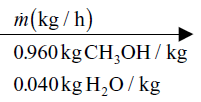 ṁ(kg / h)
0.960 kg CH₃OH / kg
0.040 kg H₂O / kg